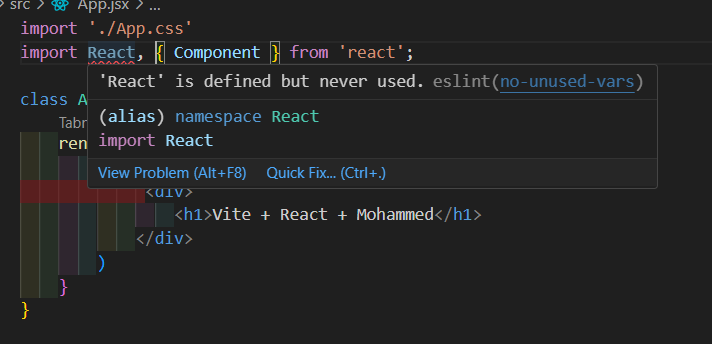 src > App.jsx > ...
import './App.css'
import React, { Component } from 'react';
'React' is defined but never used. eslint(no-unused-vars)
class A
(alias) namespace React
Tabn
import React
ren
View Problem (Alt+F8) Quick Fix... (Ctrl+.)
<div>
<h1>Vite + React + Mohammed</h1>
</div>
)
}
}